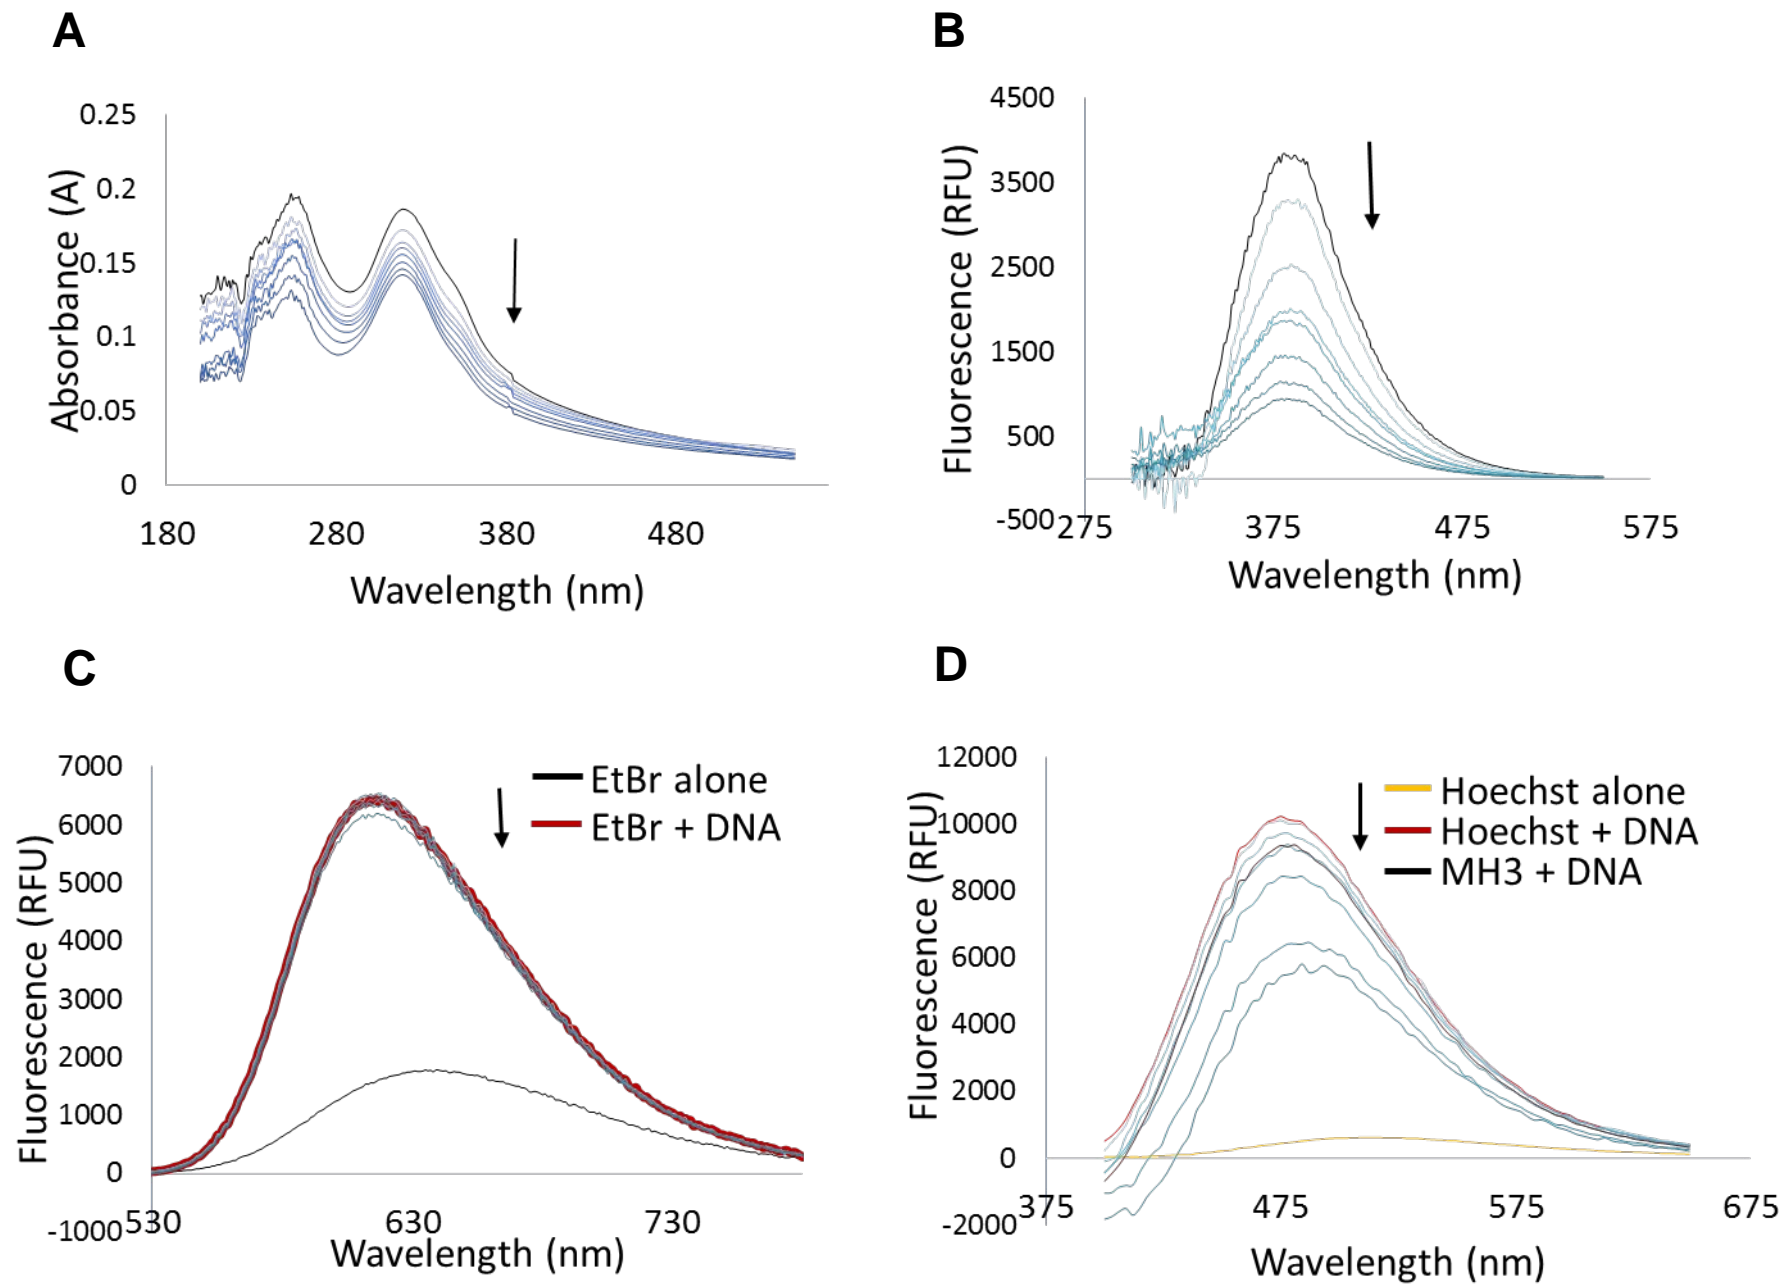 A
0.25
0.2
0.15
0.1
0.05
0
Absorbance (A)
180 280 380 480
Wavelength (nm)
B
4500
3500
2500
1500
500
-500
Fluorescence (RFU)
275 375 475 575
Wavelength (nm)
C
7000
6000
5000
4000
3000
2000
1000
0
-1000
Fluorescence (RFU)
EtBr alone
EtBr + DNA
530 630 730
Wavelength (nm)
D
12000
10000
8000
6000
4000
2000
0
-2000
Fluorescence (RFU)
Hoechst alone
Hoechst + DNA
MH3 + DNA
375 475 575 675
Wavelength (nm)